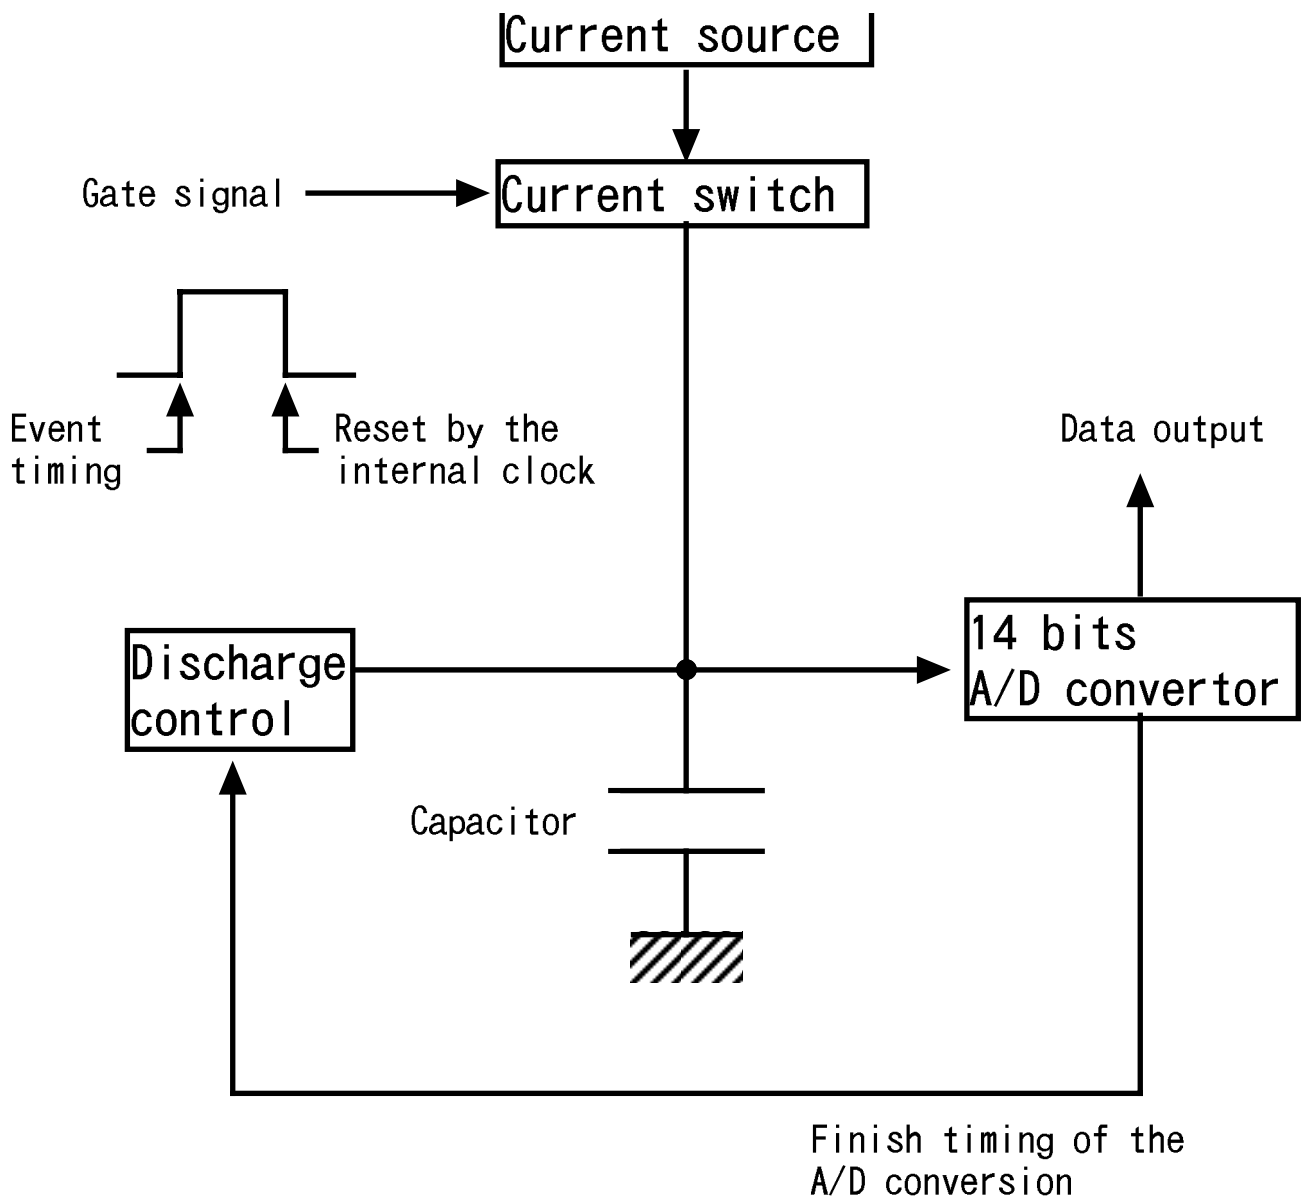 Current source
Gate signal
Current switch
Event
timing
Reset by the
internal clock
Data output
14 bits
A/D convertor
Discharge
control
Capacitor
Finish timing of the
A/D conversion